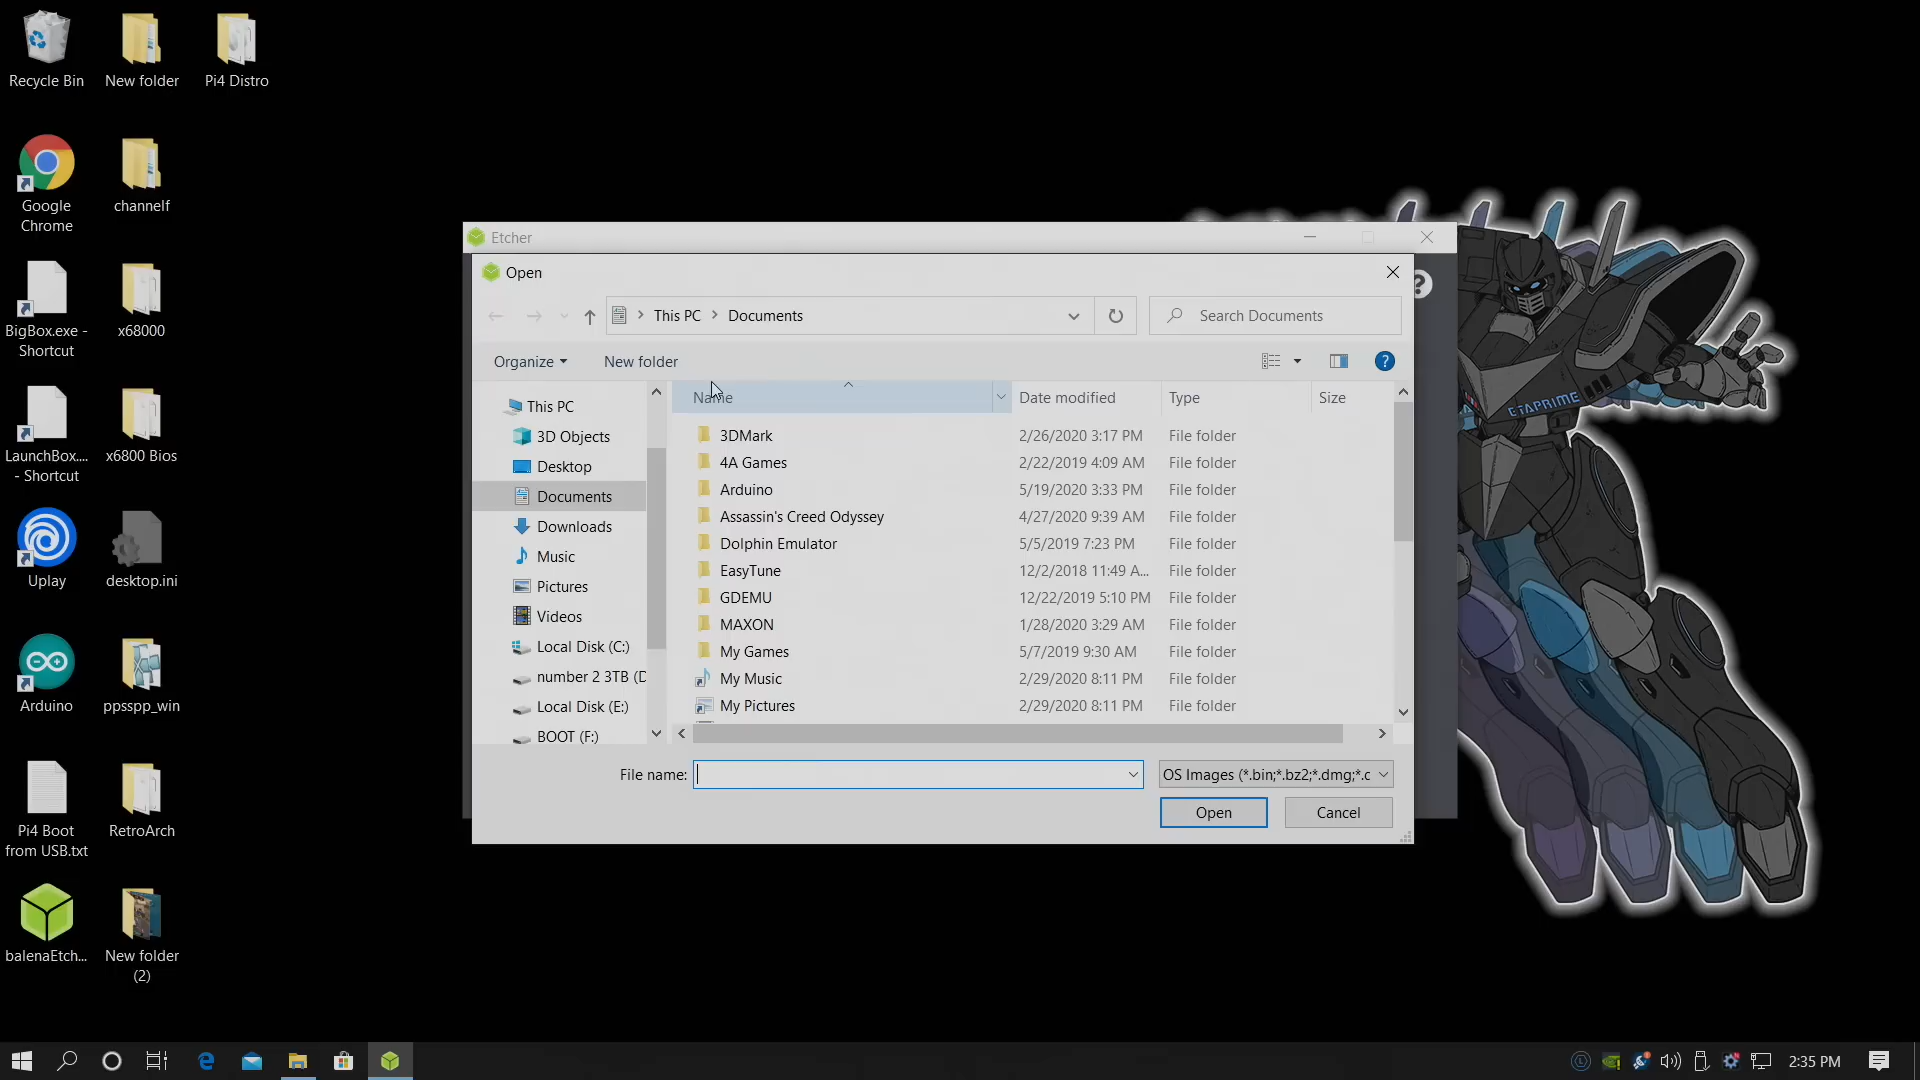 Recycle Bin
New folder
Pi4 Distro
Google
Chrome
channelf
BigBox.exe -
Shortcut
x68000
LaunchBox....
- Shortcut
x6800 Bios
Uplay
desktop.ini
Arduino
ppsspp_win
Pi4 Boot
from USB.txt
RetroArch
balenaEtch...
New folder
(2)
Etcher
Open
This PC > Documents
Search Documents
Organize
New folder
This PC
3D Objects
Desktop
Documents
Downloads
Music
Pictures
Videos
Local Disk (C:)
number 2 3TB (D
Local Disk (E:)
BOOT (F:)
Name Date modified Type Size
3DMark 2/26/2020 3:17 PM File folder
4A Games 2/22/2019 4:09 AM File folder
Arduino 5/19/2020 3:33 PM File folder
Assassin's Creed Odyssey 4/27/2020 9:39 AM File folder
Dolphin Emulator 5/5/2019 7:23 PM File folder
EasyTune 12/2/2018 11:49 A... File folder
GDEMU 12/22/2019 5:10 PM File folder
MAXON 1/28/2020 3:29 AM File folder
My Games 5/7/2019 9:30 AM File folder
My Music 2/29/2020 8:11 PM File folder
My Pictures 2/29/2020 8:11 PM File folder
File name:
OS Images (*.bin;*.bz2;*.dmg;*.c
Open
Cancel
ETAPRIME
2:35 PM